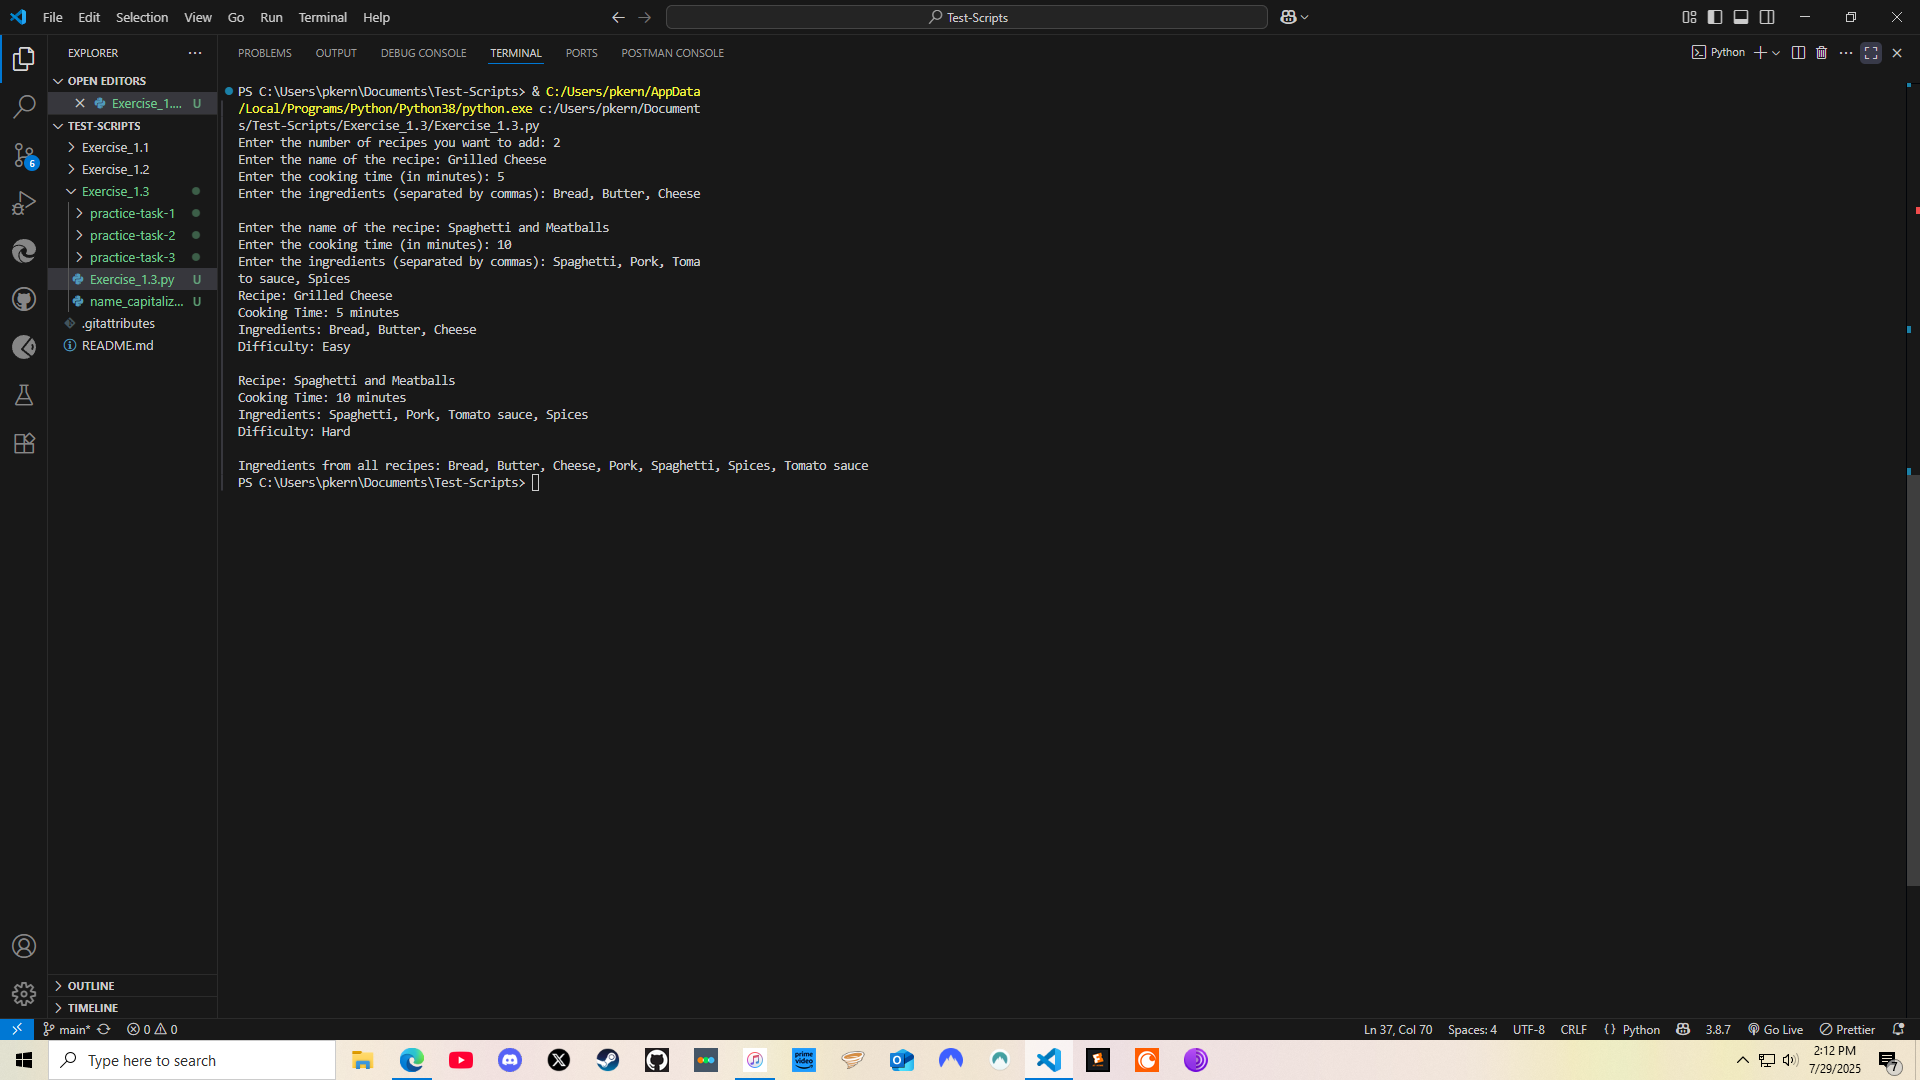 File Edit Selection View Go Run Terminal Help
Test-Scripts
EXPLORER
PROBLEMS OUTPUT DEBUG CONSOLE TERMINAL PORTS POSTMAN CONSOLE
Python
OPEN EDITORS
Exercise_1.... U
TEST-SCRIPTS
Exercise_1.1
Exercise_1.2
Exercise_1.3
practice-task-1
practice-task-2
practice-task-3
Exercise_1.3.py U
name_capitaliz... U
.gitattributes
README.md
6
PS C:\Users\pkern\Documents\Test-Scripts> & C:/Users/pkern/AppData
/Local/Programs/Python/Python38/python.exe c:/Users/pkern/Document
s/Test-Scripts/Exercise_1.3/Exercise_1.3.py
Enter the number of recipes you want to add: 2
Enter the name of the recipe: Grilled Cheese
Enter the cooking time (in minutes): 5
Enter the ingredients (separated by commas): Bread, Butter, Cheese
Enter the name of the recipe: Spaghetti and Meatballs
Enter the cooking time (in minutes): 10
Enter the ingredients (separated by commas): Spaghetti, Pork, Toma
to sauce, Spices
Recipe: Grilled Cheese
Cooking Time: 5 minutes
Ingredients: Bread, Butter, Cheese
Difficulty: Easy
Recipe: Spaghetti and Meatballs
Cooking Time: 10 minutes
Ingredients: Spaghetti, Pork, Tomato sauce, Spices
Difficulty: Hard
Ingredients from all recipes: Bread, Butter, Cheese, Pork, Spaghetti, Spices, Tomato sauce
PS C:\Users\pkern\Documents\Test-Scripts>
OUTLINE
TIMELINE
main* 0 0
Ln 37, Col 70 Spaces: 4 UTF-8 CRLF {} Python 3.8.7 Go Live Prettier
Type here to search
prime video
2:12 PM
7/29/2025
7